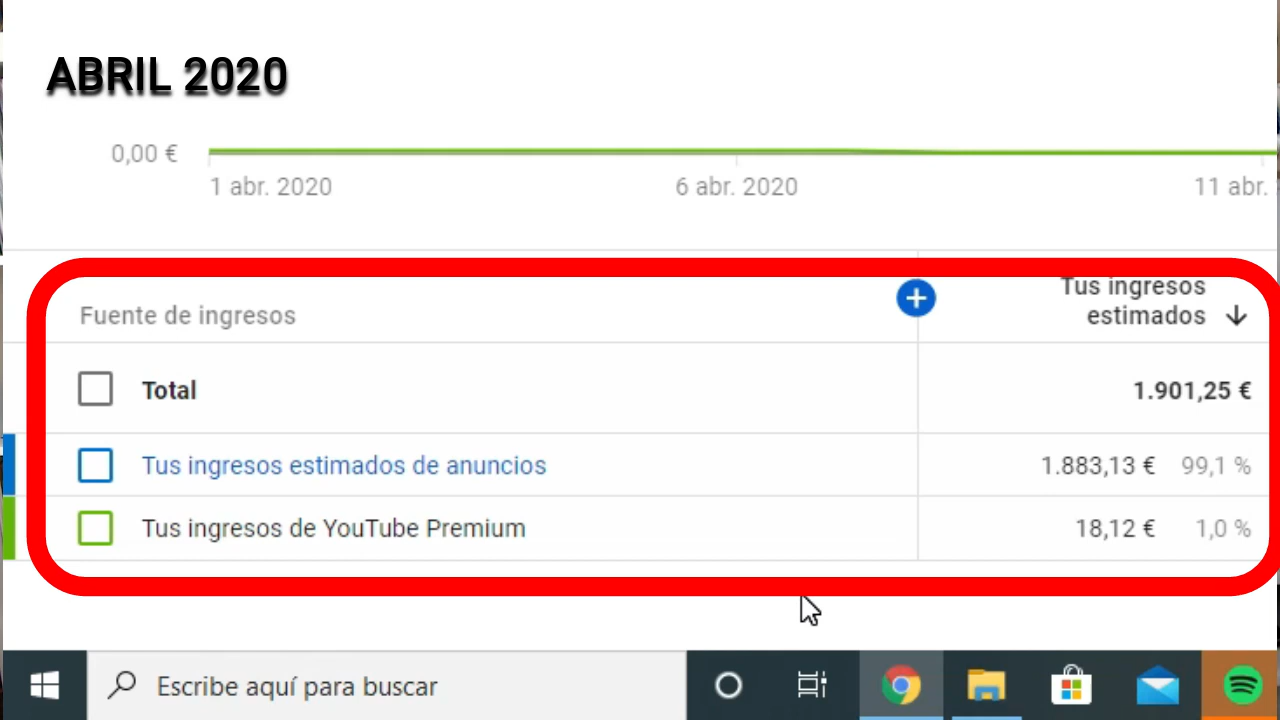 ABRIL 2020
0,00 €
1 abr. 2020
6 abr. 2020
11 abr.
Fuente de ingresos
Tus ingresos
estimados
Total
1.901,25 €
Tus ingresos estimados de anuncios
1.883,13 € 99,1 %
Tus ingresos de YouTube Premium
18,12 € 1,0 %
Escribe aquí para buscar